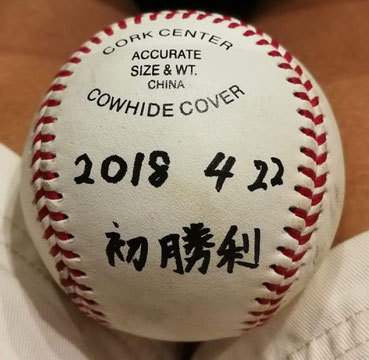 CORK CENTER
ACCURATE
SIZE & WT.
CHINA
COWHIDE COVER
2018 4 22
初勝利